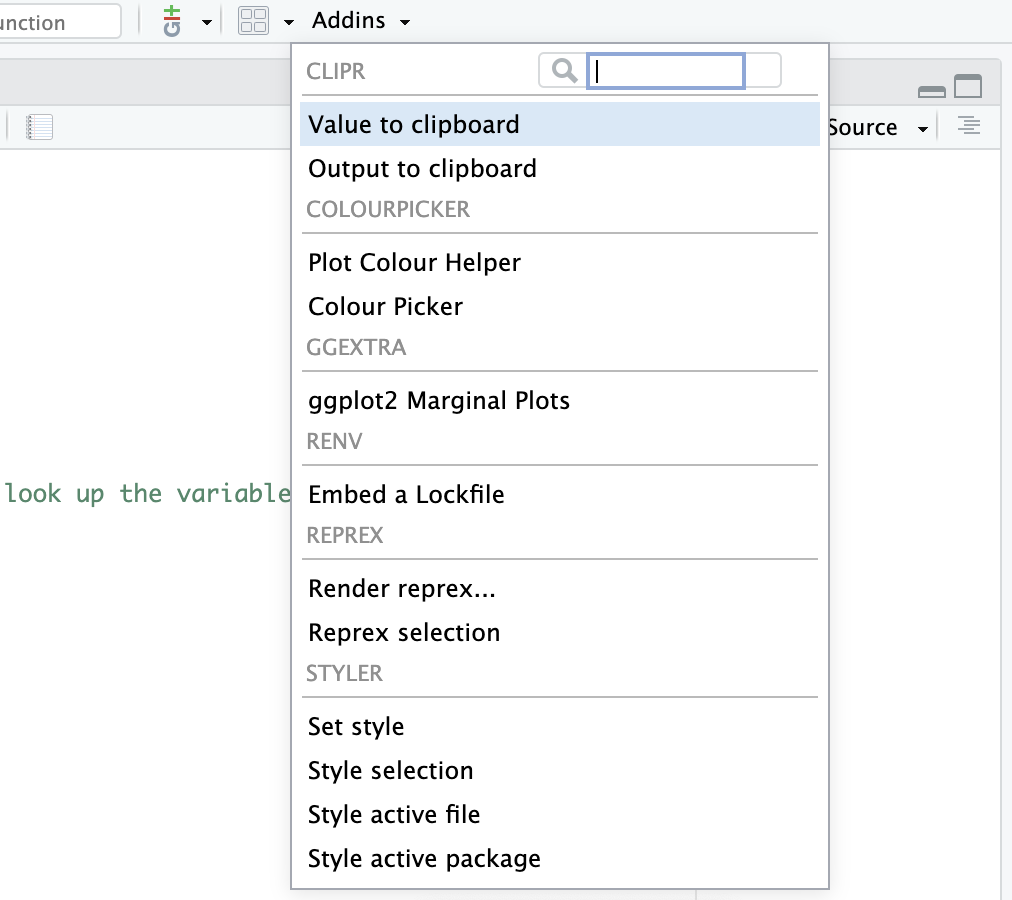 unction
Addins
CLIPR
Value to clipboard
Source
Output to clipboard
COLOURPICKER
Plot Colour Helper
Colour Picker
GGEXTRA
ggplot2 Marginal Plots
RENV
look up the variable
Embed a Lockfile
REPREX
Render reprex...
Reprex selection
STYLER
Set style
Style selection
Style active file
Style active package